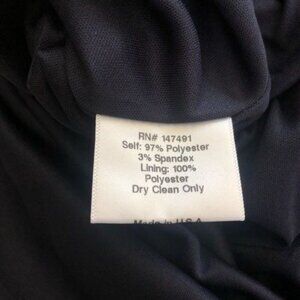 RN# 147491
Self: 97% Polyester
3% Spandex
Lining: 100%
Polyester
Dry Clean Only
Made in U.S.A